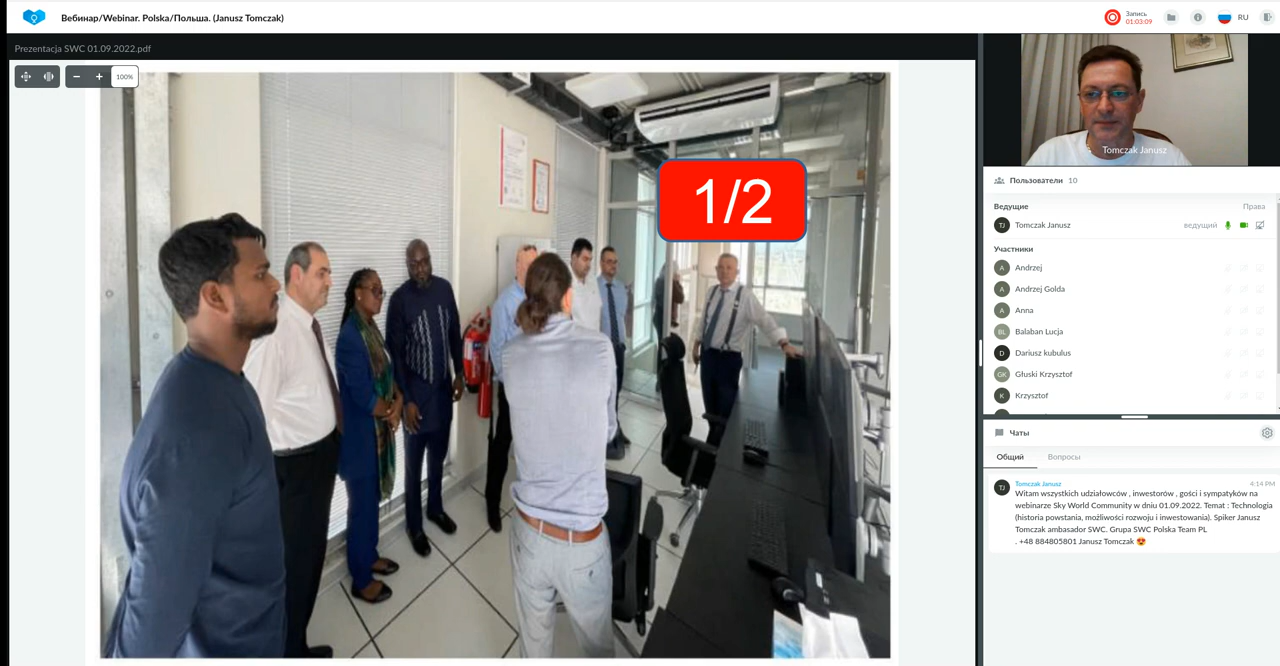 Вебинар/Webinar. Polska/Польша. (Janusz Tomczak)
Запись
01:03:09
RU
Prezentacja SWC 01.09.2022.pdf
100%
1/2
Tomczak Janusz
Пользователи 10
Ведущие
Права
TJ
Tomczak Janusz
ведущий
Участники
A
Andrzej
A
Andrzej Golda
A
Anna
BL
Balaban Lucja
D
Dariusz kubulus
GK
Głuski Krzysztof
K
Krzysztof
Чаты
Общий
Вопросы
TJ
Tomczak Janusz
4:14 PM
Witam wszystkich udziałowców , inwestorów , gości i sympatyków na
webinarze Sky World Community w dniu 01.09.2022. Temat : Technologia
(historia powstania, możliwości rozwoju i inwestowania). Spiker Janusz
Tomczak ambasador SWC. Grupa SWC Polska Team PL
. +48 884805801 Janusz Tomczak 😍